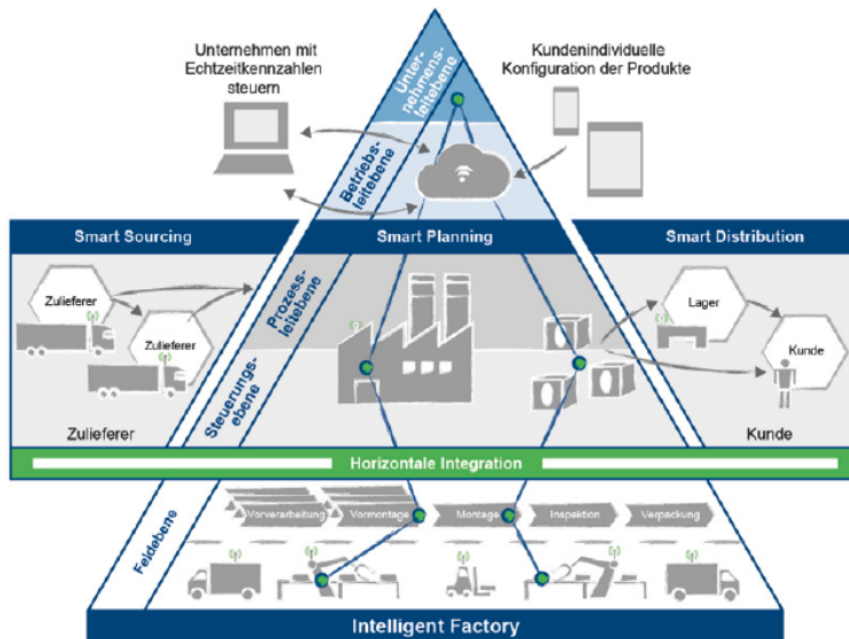 Unternehmen mit
Echtzeitkennzahlen
steuern
Kundenindividuelle
Konfiguration der Produkte
Unter-
nehmens-
leitebene
Betriebs-
leitebene
Smart Sourcing
Smart Planning
Smart Distribution
Zulieferer
Zulieferer
Zulieferer
Prozess-
leitebene
Steuerungs-
ebene
Lager
Kunde
Kunde
Horizontale Integration
Feldebene
Vorverarbeitung
Vormontage
Montage
Inspektion
Verpackung
Intelligent Factory